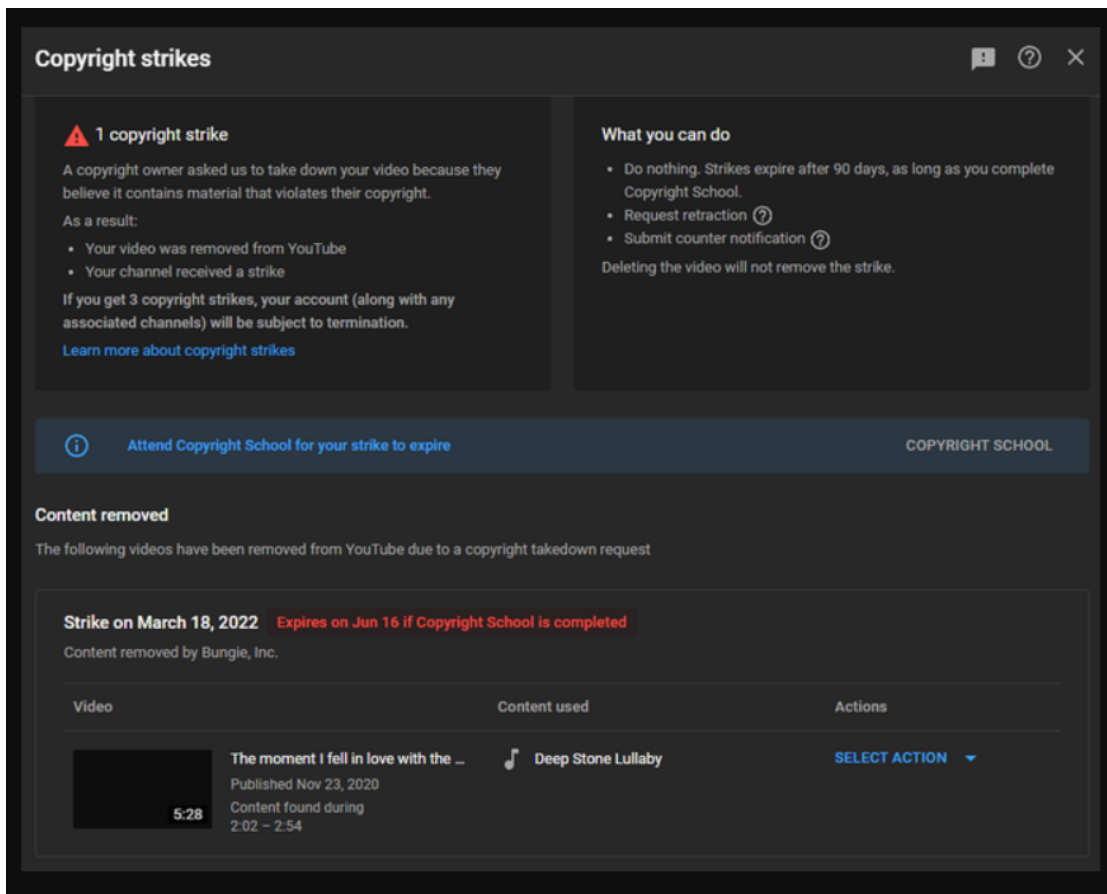 Copyright strikes
1 copyright strike
A copyright owner asked us to take down your video because they
believe it contains material that violates their copyright.
As a result:
• Your video was removed from YouTube
• Your channel received a strike
If you get 3 copyright strikes, your account (along with any
associated channels) will be subject to termination.
Learn more about copyright strikes
What you can do
• Do nothing. Strikes expire after 90 days, as long as you complete
Copyright School.
• Request retraction ?
• Submit counter notification ?
Deleting the video will not remove the strike.
Attend Copyright School for your strike to expire
COPYRIGHT SCHOOL
Content removed
The following videos have been removed from YouTube due to a copyright takedown request
Strike on March 18, 2022 Expires on Jun 16 if Copyright School is completed
Content removed by Bungie, Inc.
Video Content used Actions
5:28
The moment I fell in love with the ...
Published Nov 23, 2020
Content found during
2:02 – 2:54
Deep Stone Lullaby
SELECT ACTION